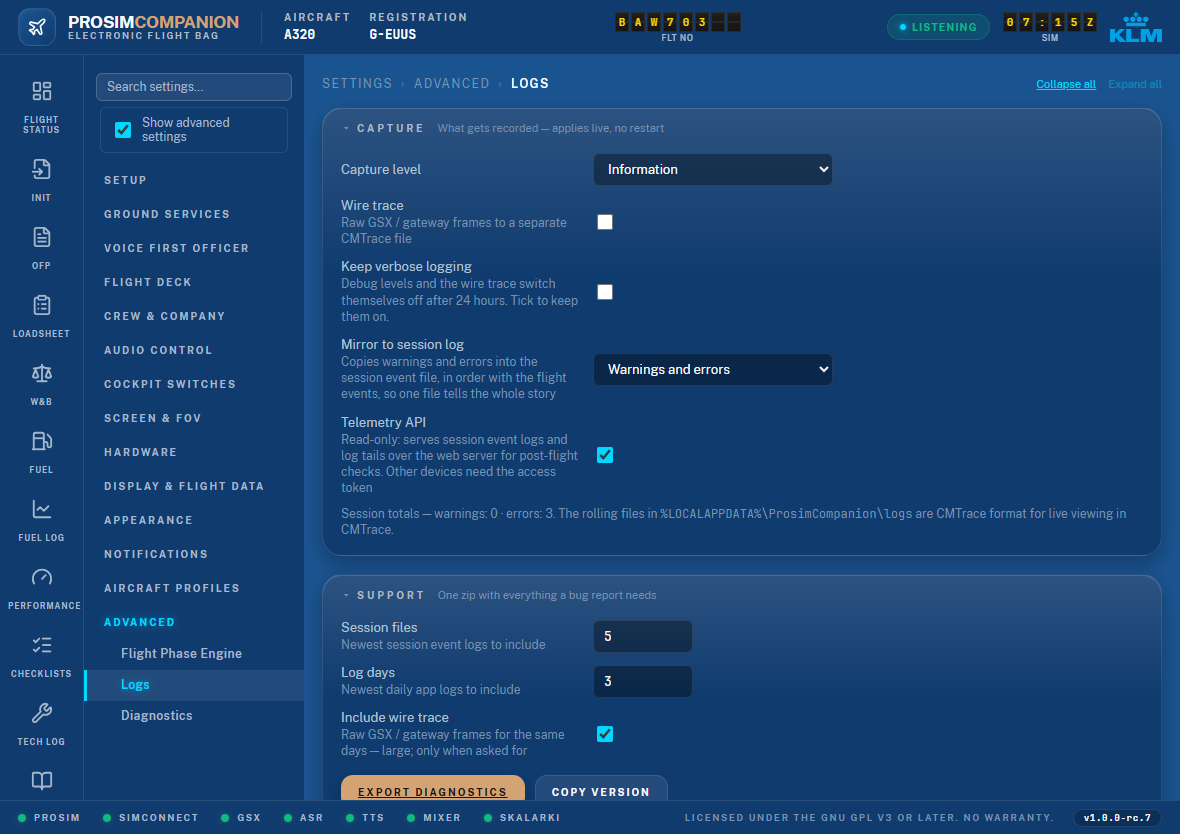 PROSIMCOMPANION
ELECTRONIC FLIGHT BAG
AIRCRAFT
A320
REGISTRATION
G-EUUS
BAW703
FLT NO
LISTENING
07:15Z
SIM
KLM
FLIGHT STATUS
INIT
OFP
LOADSHEET
W&B
FUEL
FUEL LOG
PERFORMANCE
CHECKLISTS
TECH LOG
Search settings...
Show advanced
settings
SETUP
GROUND SERVICES
VOICE FIRST OFFICER
FLIGHT DECK
CREW & COMPANY
AUDIO CONTROL
COCKPIT SWITCHES
SCREEN & FOV
HARDWARE
DISPLAY & FLIGHT DATA
APPEARANCE
NOTIFICATIONS
AIRCRAFT PROFILES
ADVANCED
Flight Phase Engine
Logs
Diagnostics
SETTINGS › ADVANCED › LOGS
Collapse all
Expand all
CAPTURE What gets recorded — applies live, no restart
Capture level
Information
Wire trace
Raw GSX / gateway frames to a separate
CMTrace file
Keep verbose logging
Debug levels and the wire trace switch
themselves off after 24 hours. Tick to keep
them on.
Mirror to session log
Copies warnings and errors into the
session event file, in order with the flight
events, so one file tells the whole story
Warnings and errors
Telemetry API
Read-only: serves session event logs and
log tails over the web server for post-flight
checks. Other devices need the access
token
Session totals — warnings: 0 · errors: 3. The rolling files in %LOCALAPPDATA%\ProsimCompanion\logs are CMTrace format for live viewing in
CMTrace.
SUPPORT One zip with everything a bug report needs
Session files
Newest session event logs to include
5
Log days
Newest daily app logs to include
3
Include wire trace
Raw GSX / gateway frames for the same
days — large; only when asked for
EXPORT DIAGNOSTICS
COPY VERSION
PROSIM
SIMCONNECT
GSX
ASR
TTS
MIXER
SKALARKI
LICENSED UNDER THE GNU GPL V3 OR LATER. NO WARRANTY.
v1.0.0-rc.7